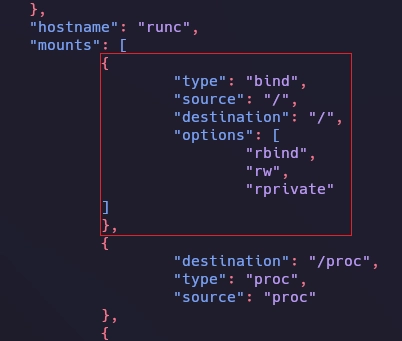 },
"hostname": "runc",
"mounts": [
{
"type": "bind",
"source": "/",
"destination": "/",
"options": [
"rbind",
"rw",
"rprivate"
]
},
{
"destination": "/proc",
"type": "proc",
"source": "proc"
},
{